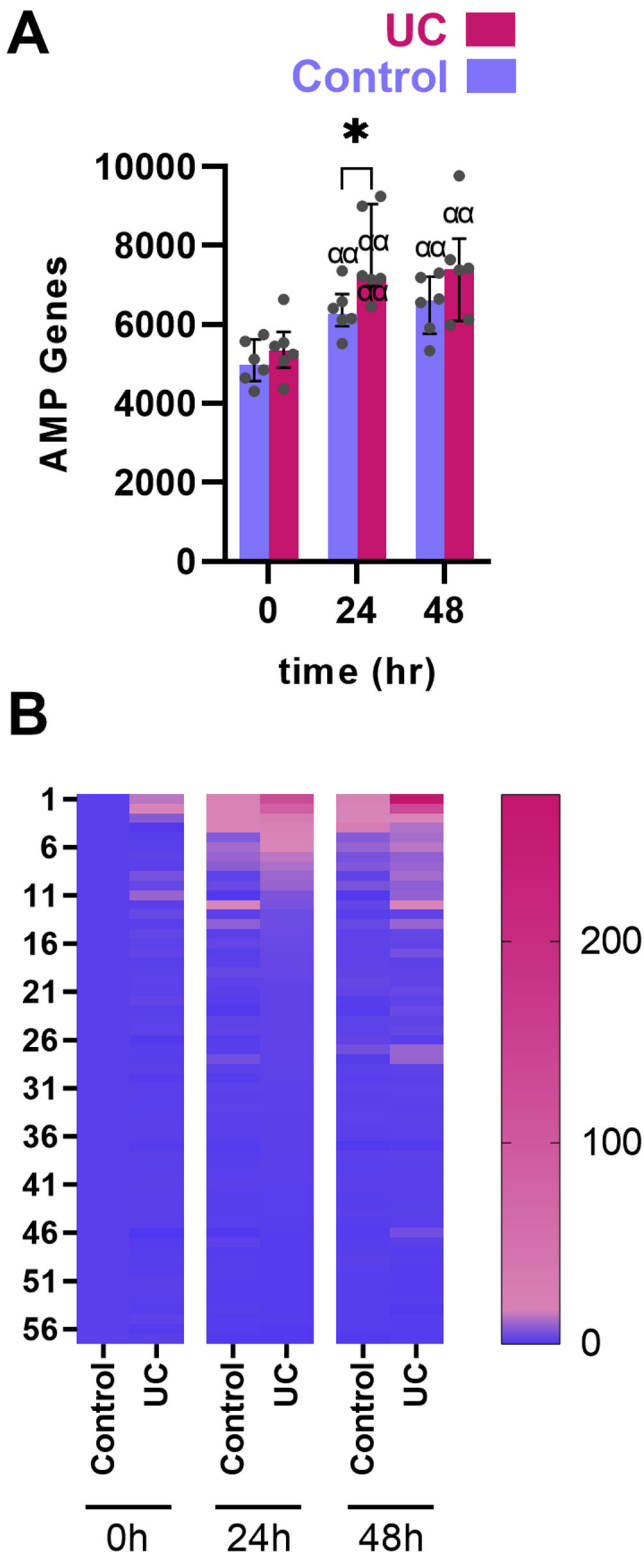 A
UC
Control
*
10000
8000
6000
4000
2000
0
AMP Genes
αα
αα
αα
αα
αα
0
24
48
time (hr)
B
1
6
11
16
21
26
31
36
41
46
51
56
200
100
0
Control
UC
Control
UC
Control
UC
0h
24h
48h